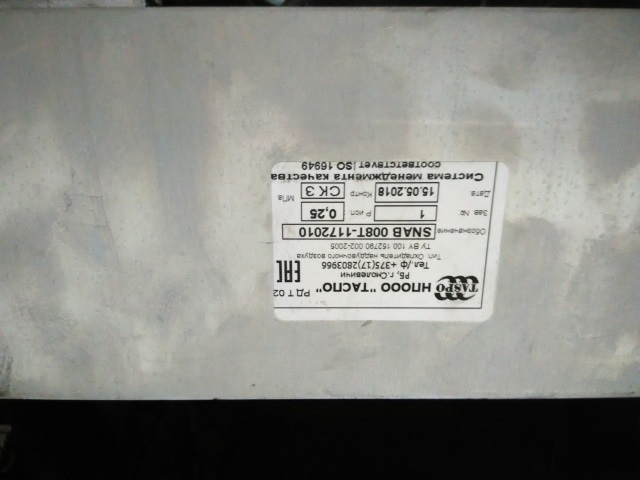 TASPO
НПООО "ТАСПО"
РБ, г. Смолевичи
Тел./ф +375(17)2803966
РД Т 02
ЕАС
Тип Охладитель наддувочного воздуха
ТУ BY 100 152790 002-2005
Обозначение SNAB 008T-1172010
Зав. № 1 Р исп 0,25 МПа
Дата 15.05.2018 Контр СК 3
Система менеджмента качества
соответствует ISO 16949